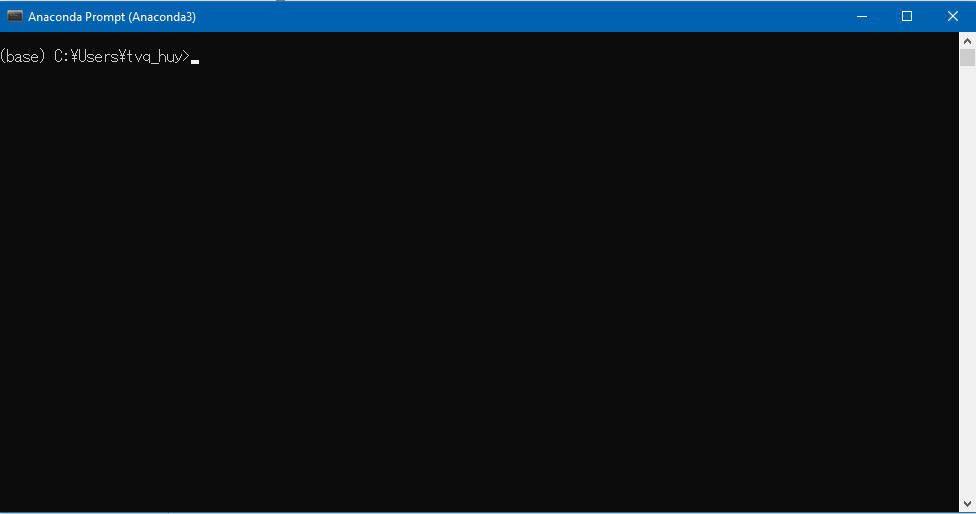 Anaconda Prompt (Anaconda3)
(base) C:¥Users¥tvq_huy>